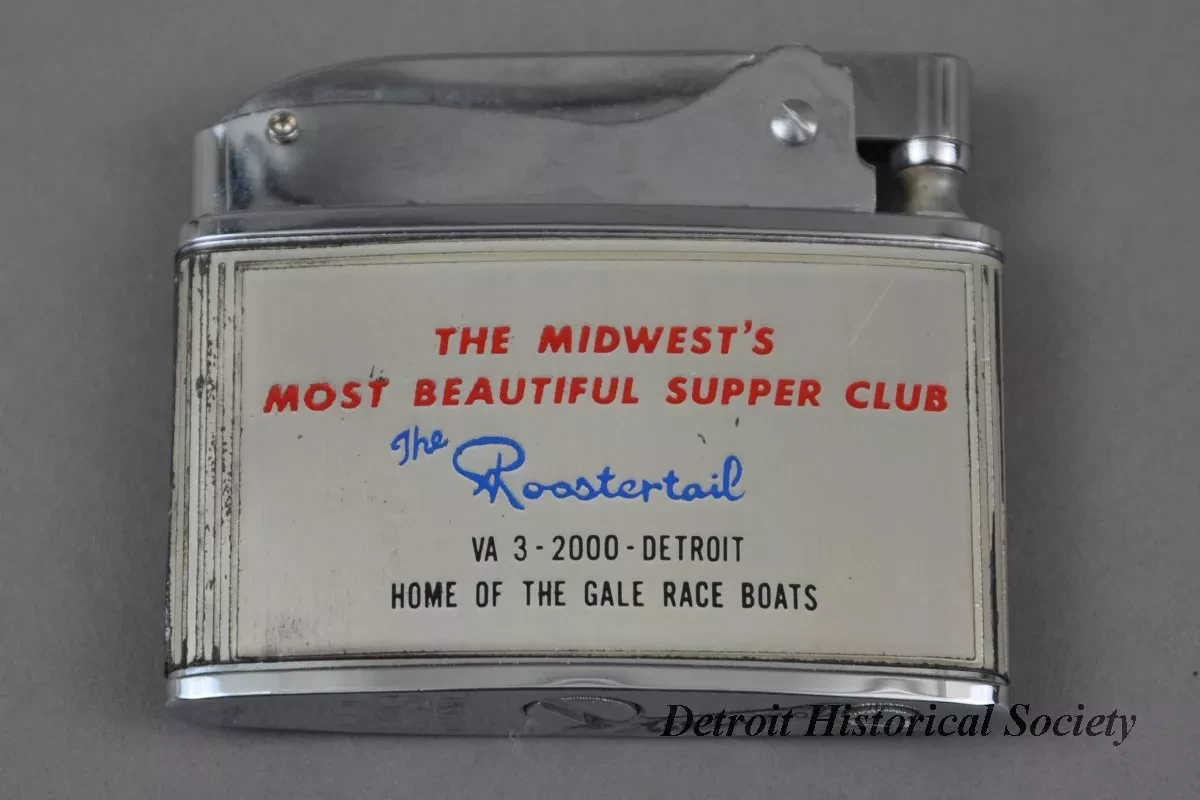 THE MIDWEST'S
MOST BEAUTIFUL SUPPER CLUB
The Roostertail
VA 3-2000-DETROIT
HOME OF THE GALE RACE BOATS
Detroit Historical Society